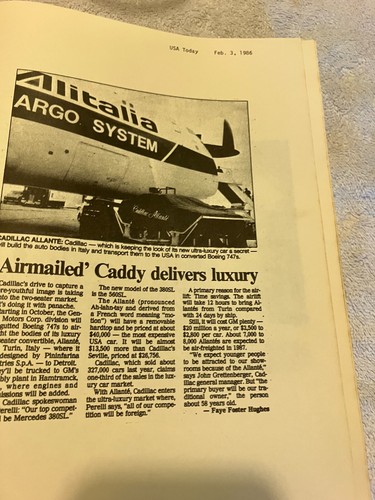 USA Today Feb. 3, 1986
Alitalia
ARGO SYSTEM
Cadillac Allanté
CADILLAC ALLANTE: Cadillac — which is keeping the look of its new ultra-luxury car a secret —
ill build the auto bodies in Italy and transport them to the USA in converted Boeing 747s.
Airmailed' Caddy delivers luxury
Cadillac's drive to capture a
re-youthful image is taking
nto the two-seater market.
t's doing it with panache.
tarting in October, the Gen-
Motors Corp. division will
gutted Boeing 747s to air-
ght the bodies of its luxury
eater convertible, Allanté,
Turin, Italy — where it
designed by Pininfarina
tries S.p.A. — to Detroit.
ey'll be trucked to GM's
bly plant in Hamtramck,
, where engines and
missions will be added.
Cadillac spokeswoman
Perelli: "Our top compet-
l be Mercedes 380SL."
The new model of the 380SL
is the 560SL.
The Allanté (pronounced
Ah-lahn-tay and derived from
a French word meaning "mo-
tion") will have a removable
hardtop and be priced at about
$40,000 — the most expensive
USA car. It will be almost
$13,500 more than Cadillac's
Seville, priced at $26,756.
Cadillac, which sold about
327,000 cars last year, claims
one-third of the sales in the lux-
ury car market.
With Allanté, Cadillac enters
the ultra-luxury market where,
Perelli says, "all of our compe-
tition will be foreign."
A primary reason for the air-
lift: Time savings. The airlift
will take 12 hours to bring Al-
lantés from Turin compared
with 14 days by ship.
Still, it will cost plenty —
$20 million a year, or $2,500 to
$2,800 per car. About 7,000 to
8,000 Allantés are expected to
be air-freighted in 1987.
"We expect younger people
to be attracted to our show-
rooms because of the Allanté,"
says John Grettenberger, Cad-
illac general manager. But "the
primary buyer will be our tra-
ditional owner," the person
about 58 years old.
— Faye Foster Hughes